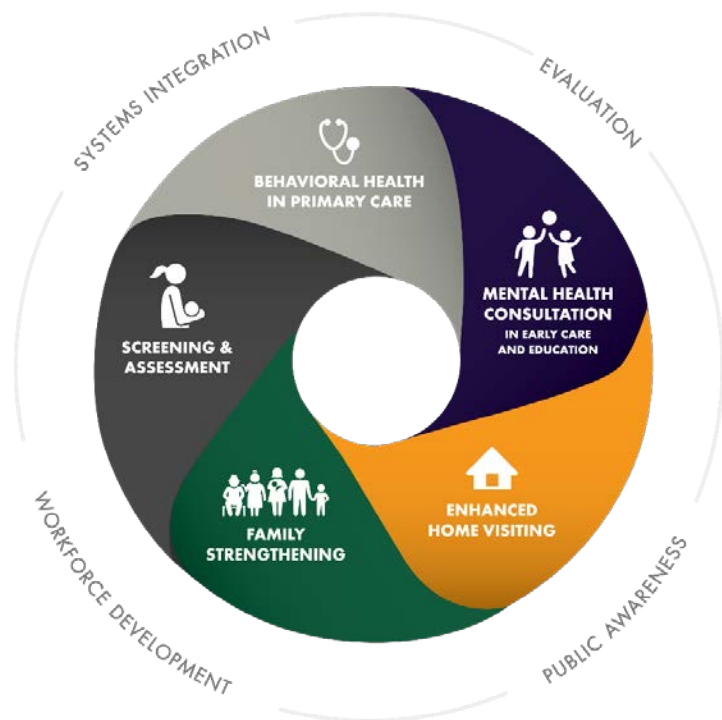 SYSTEMS INTEGRATION
EVALUATION
BEHAVIORAL HEALTH
IN PRIMARY CARE
MENTAL HEALTH
CONSULTATION
IN EARLY CARE
AND EDUCATION
SCREENING &
ASSESSMENT
ENHANCED
HOME VISITING
FAMILY
STRENGTHENING
WORKFORCE DEVELOPMENT
PUBLIC AWARENESS